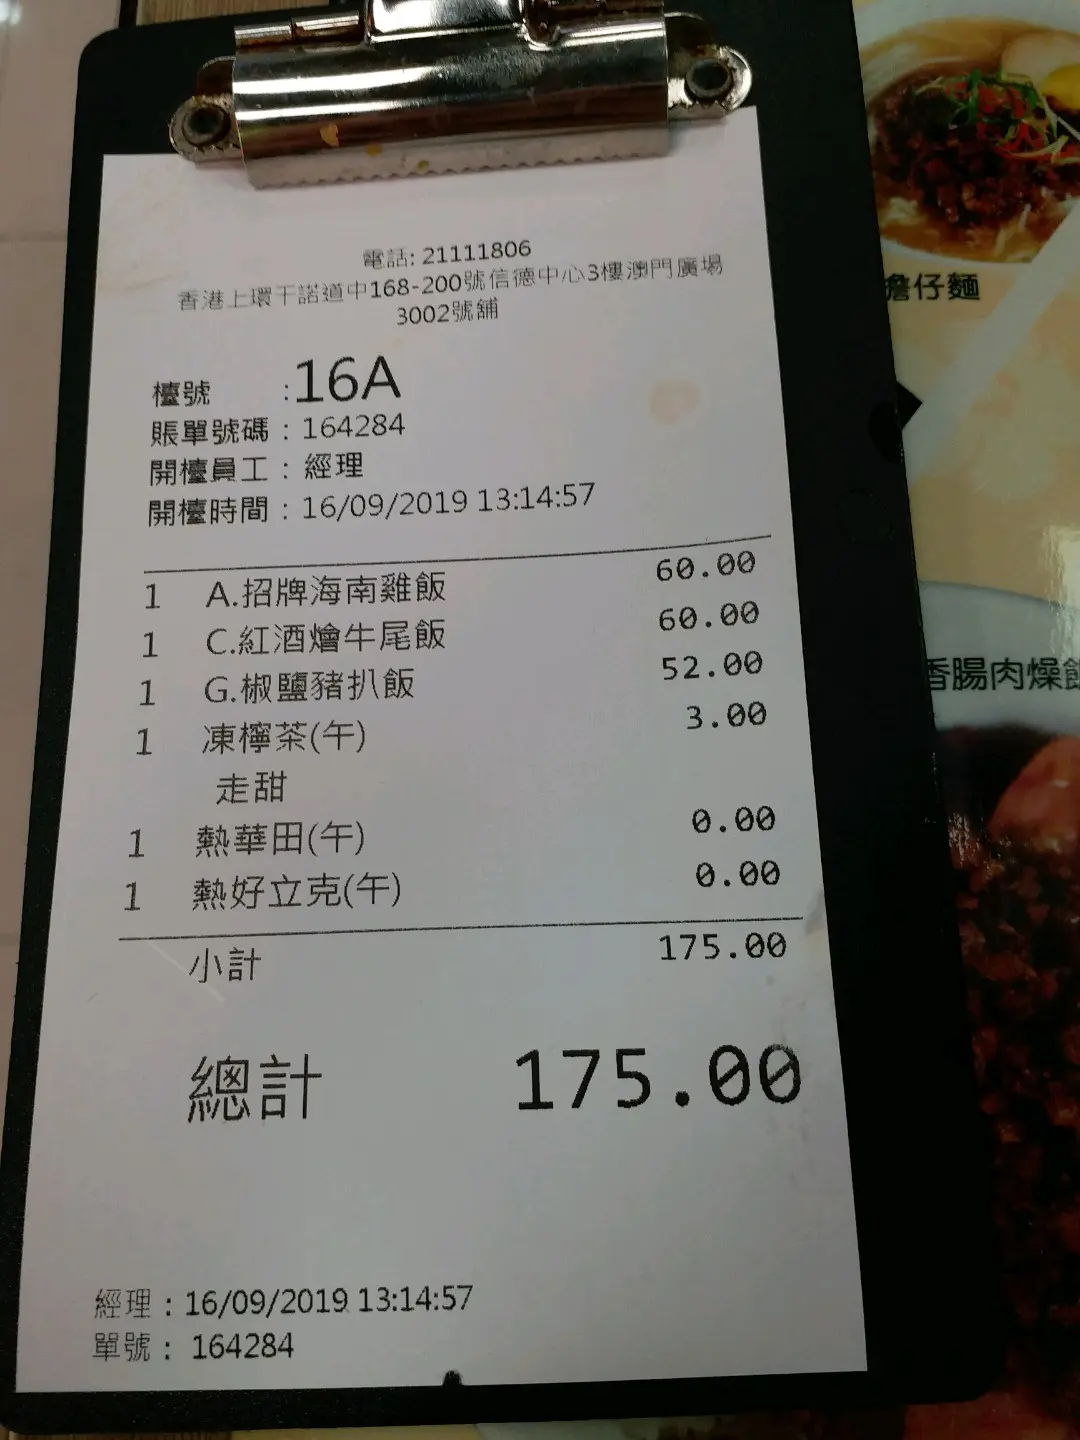 電話: 21111806
香港上環干諾道中168-200號信德中心3樓澳門廣場
3002號舖
檯號 :16A
賬單號碼 : 164284
開檯員工 : 經理
開檯時間 : 16/09/2019 13:14:57
1 A.招牌海南雞飯 60.00
1 C.紅酒燴牛尾飯 60.00
1 G.椒鹽豬扒飯 52.00
1 凍檸茶(午) 3.00
走甜
1 熱華田(午) 0.00
1 熱好立克(午) 0.00
小計 175.00
總計 175.00
經理 : 16/09/2019 13:14:57
單號 : 164284
擔仔麵
香腸肉燥飯